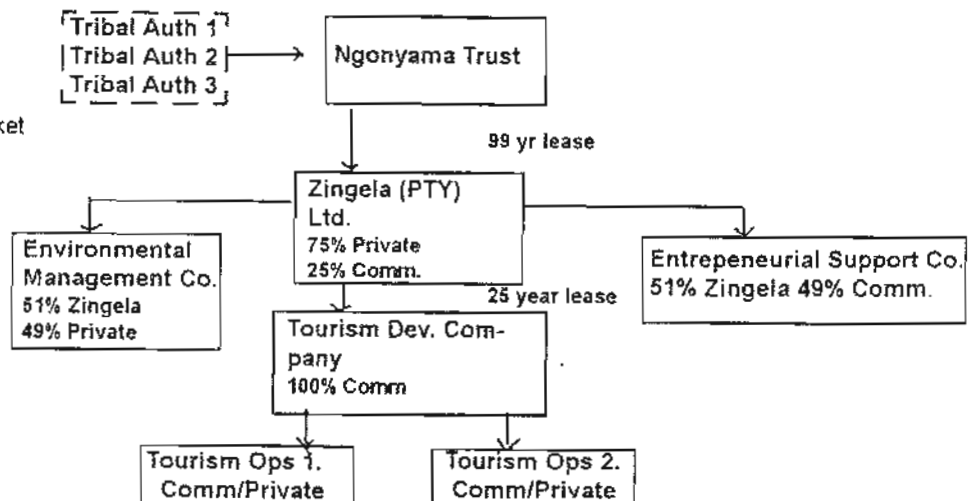 Tribal Auth 1
Tribal Auth 2
Tribal Auth 3
Ngonyama Trust
ket
99 yr lease
Zingela (PTY)
Ltd.
75% Private
25% Comm.
Environmental
Management Co.
51% Zingela
49% Private
Entrepeneurial Support Co.
51% Zingela 49% Comm.
25 year lease
Tourism Dev. Com-
pany
100% Comm
Tourism Ops 1.
Comm/Private
Tourism Ops 2.
Comm/Private